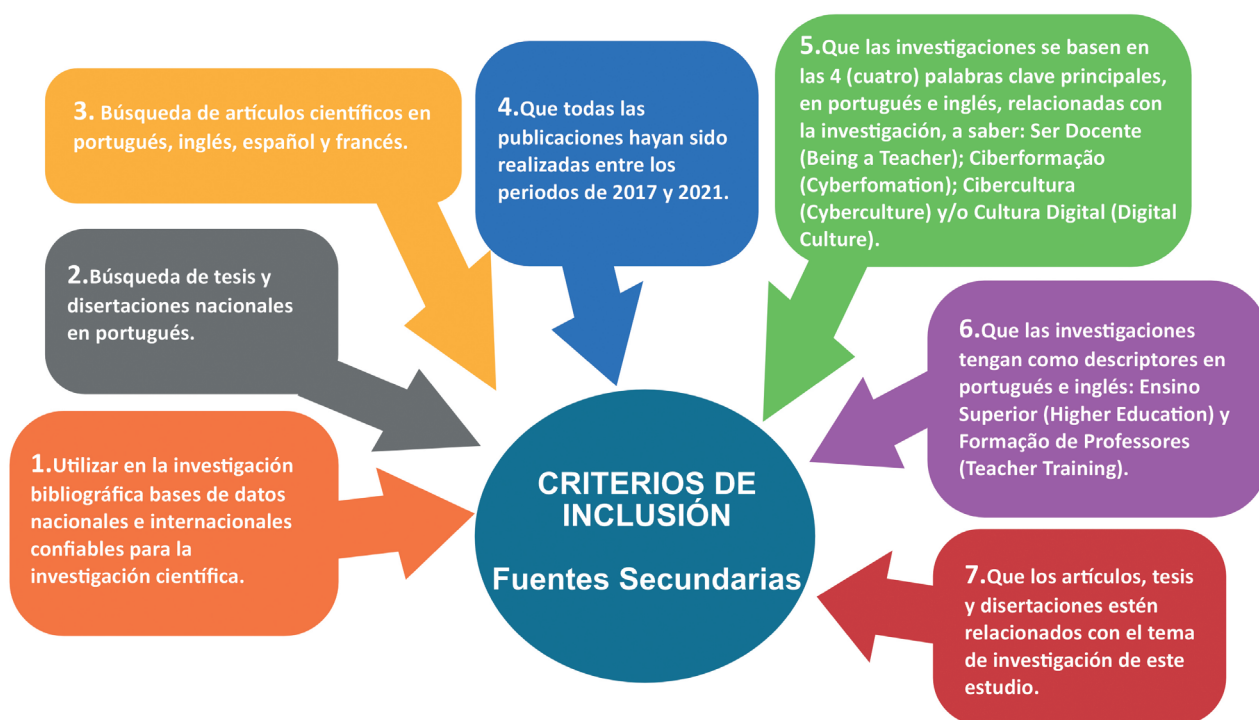 1.Utilizar en la investigación
bibliográfica bases de datos
nacionales e internacionales
confiables para la
investigación científica.
2.Búsqueda de tesis y
disertaciones nacionales
en portugués.
3. Búsqueda de artículos científicos en
portugués, inglés, español y francés.
4.Que todas las
publicaciones hayan sido
realizadas entre los
periodos de 2017 y 2021.
5.Que las investigaciones se basen en
las 4 (cuatro) palabras clave principales,
en portugués e inglés, relacionadas con
la investigación, a saber: Ser Docente
(Being a Teacher); Ciberformação
(Cyberfomation); Cibercultura
(Cyberculture) y/o Cultura Digital (Digital
Culture).
6.Que las investigaciones
tengan como descriptores en
portugués e inglés: Ensino
Superior (Higher Education) y
Formação de Professores
(Teacher Training).
7.Que los artículos, tesis
y disertaciones estén
relacionados con el tema
de investigación de este
estudio.
CRITERIOS DE
INCLUSIÓN
Fuentes Secundarias